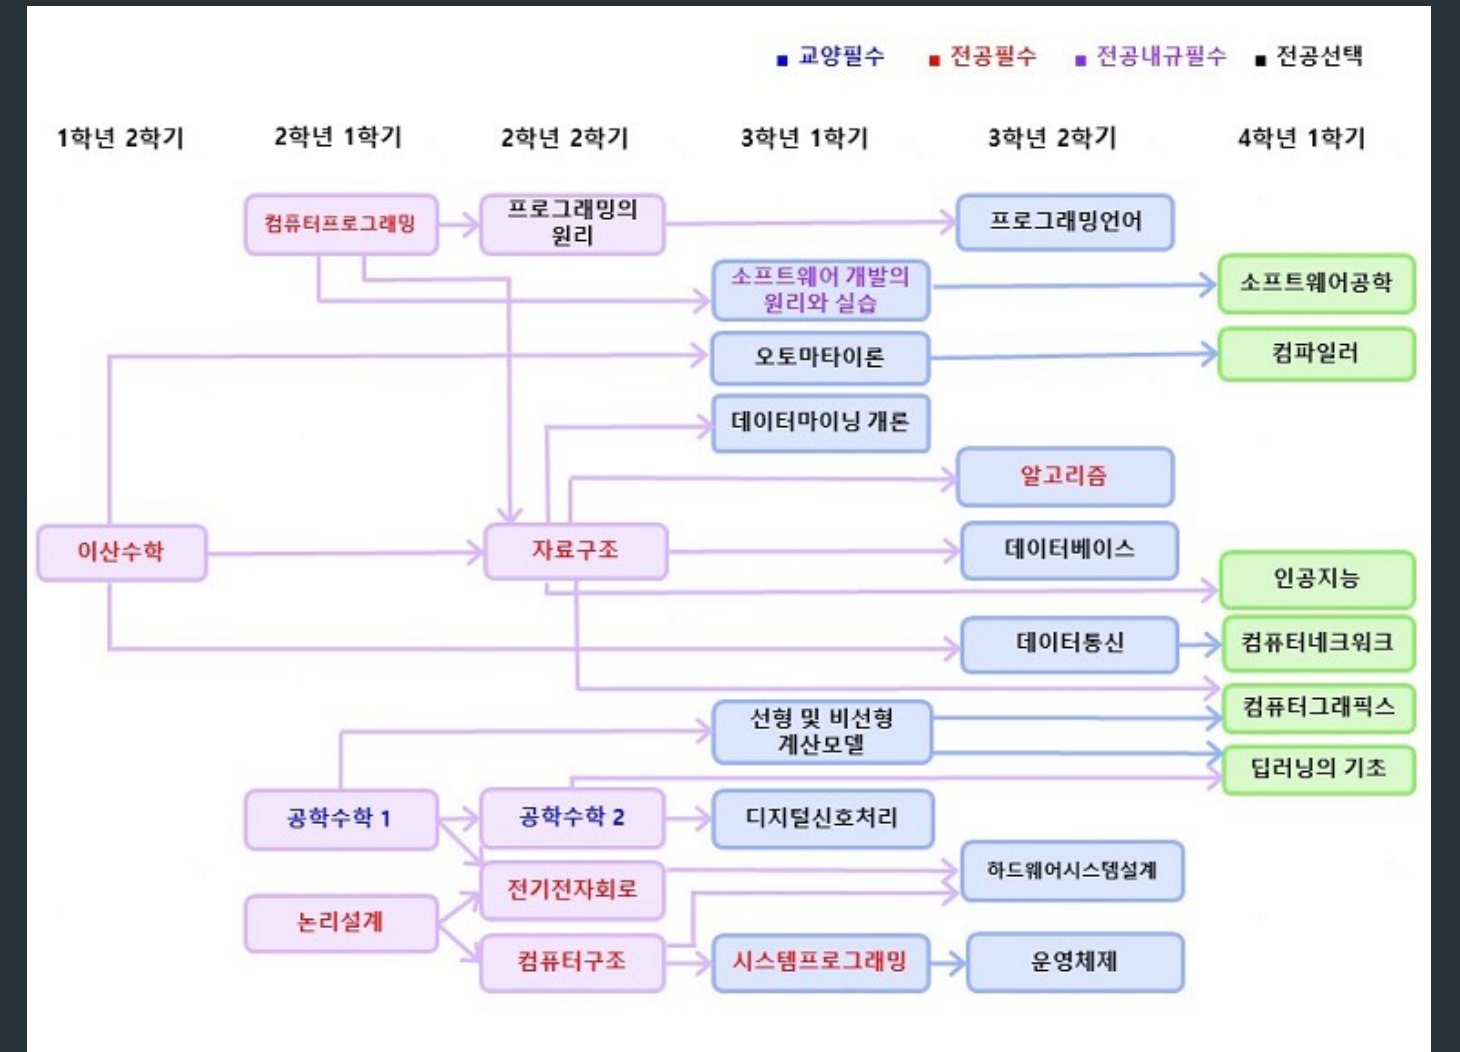 ■ 교양필수 ■ 전공필수 ■ 전공내규필수 ■ 전공선택
1학년 2학기 2학년 1학기 2학년 2학기 3학년 1학기 3학년 2학기 4학년 1학기
컴퓨터프로그래밍
프로그래밍의
원리
프로그래밍언어
소프트웨어 개발의
원리와 실습
소프트웨어공학
오토마타이론
컴파일러
데이터마이닝 개론
알고리즘
이산수학
자료구조
데이터베이스
인공지능
데이터통신
컴퓨터네크워크
컴퓨터그래픽스
선형 및 비선형
계산모델
딥러닝의 기초
공학수학 1
공학수학 2
디지털신호처리
전기전자회로
하드웨어시스템설계
논리설계
컴퓨터구조
시스템프로그래밍
운영체제